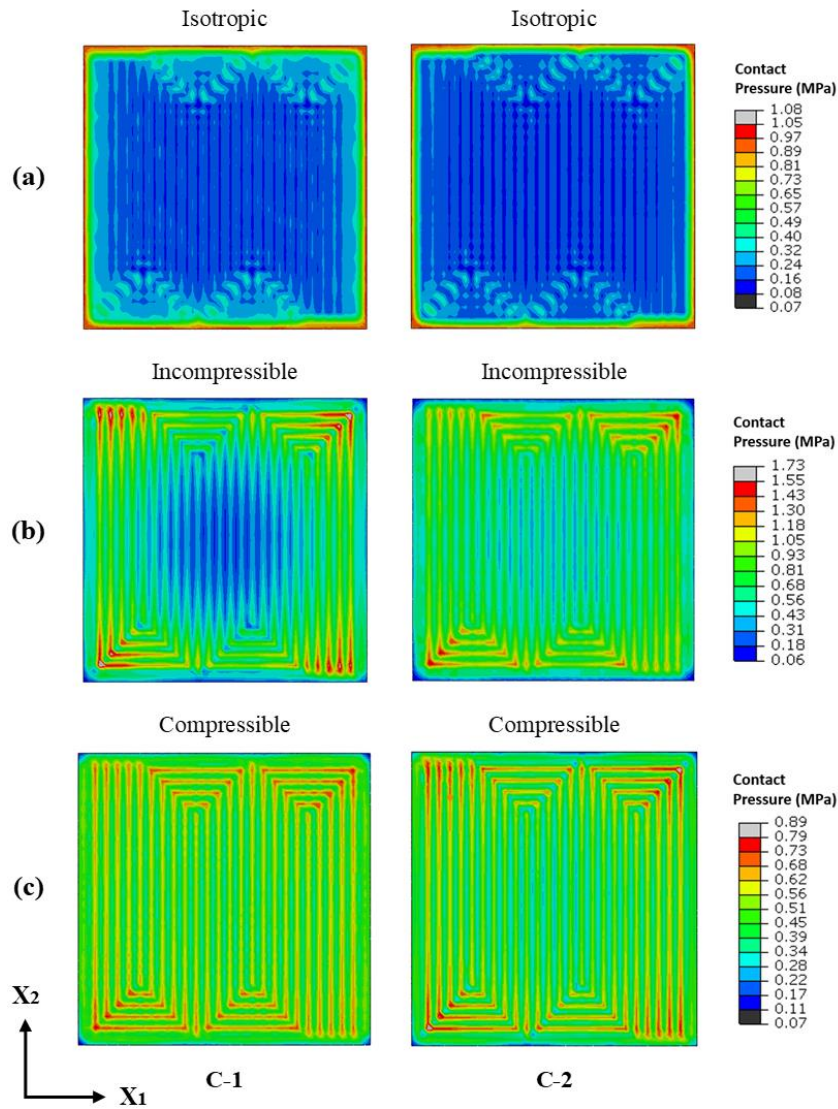 Isotropic
Isotropic
(a)
Contact
Pressure (MPa)
1.08
1.05
0.97
0.89
0.81
0.73
0.65
0.57
0.49
0.40
0.32
0.24
0.16
0.08
0.07
Incompressible
Incompressible
(b)
Contact
Pressure (MPa)
1.73
1.55
1.43
1.30
1.18
1.05
0.93
0.81
0.68
0.56
0.43
0.31
0.18
0.06
Compressible
Compressible
(c)
Contact
Pressure (MPa)
0.89
0.79
0.73
0.68
0.62
0.56
0.51
0.45
0.39
0.34
0.28
0.22
0.17
0.11
0.07
X2
X1
C-1
C-2